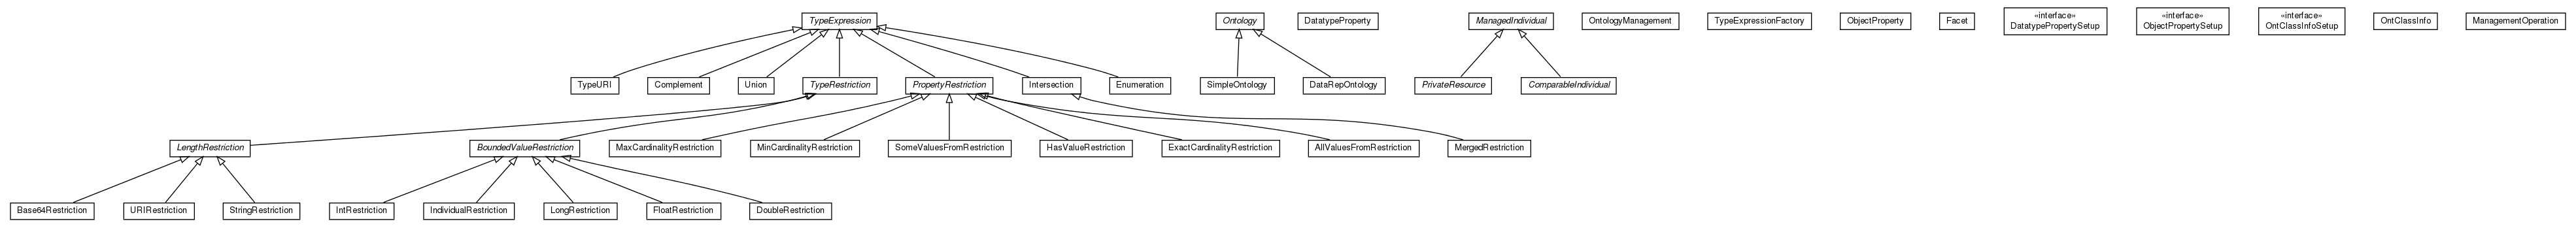 TypeExpression
Ontology
DatatypeProperty
ManagedIndividual
OntologyManagement
TypeExpressionFactory
ObjectProperty
Facet
«interface»
DatatypePropertySetup
«interface»
ObjectPropertySetup
«interface»
OntClassInfoSetup
OntClassInfo
ManagementOperation
TypeURI
Complement
Union
TypeRestriction
PropertyRestriction
Intersection
Enumeration
SimpleOntology
DataRepOntology
PrivateResource
ComparableIndividual
LengthRestriction
BoundedValueRestriction
MaxCardinalityRestriction
MinCardinalityRestriction
SomeValuesFromRestriction
HasValueRestriction
ExactCardinalityRestriction
AllValuesFromRestriction
MergedRestriction
Base64Restriction
URIRestriction
StringRestriction
IntRestriction
IndividualRestriction
LongRestriction
FloatRestriction
DoubleRestriction